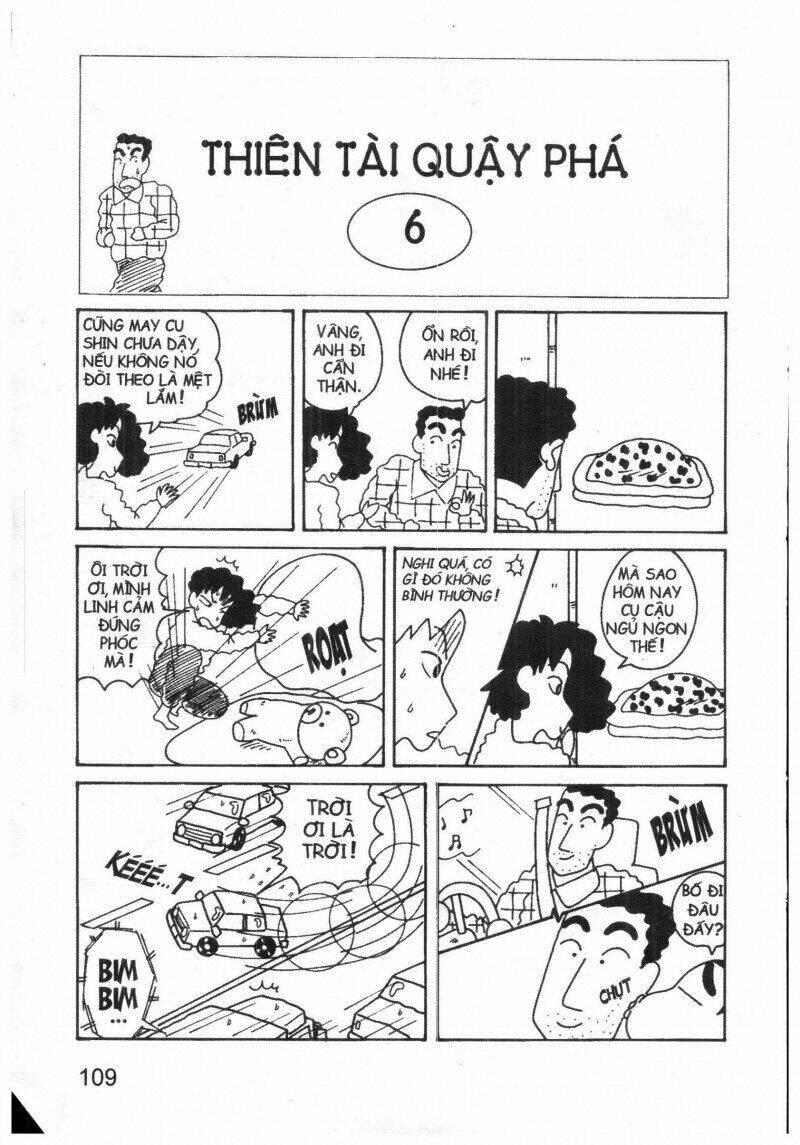 THIÊN TÀI QUẬY PHÁ
6
ỔN RỒI,
ANH ĐI
NHÉ!
VÂNG,
ANH ĐI
CẨN
THẬN.
CŨNG MAY CU
SHIN CHƯA DẬY,
NẾU KHÔNG NÓ
ĐÒI THEO LÀ MỆT
LẮM!
BRỪM
MÀ SAO
HÔM NAY
CỤ CẬU
NGỦ NGON
THẾ!
NGHI QUÁ, CÓ
GÌ ĐÓ KHÔNG
BÌNH THƯỜNG!
ROẠT
ÔI TRỜI
ƠI, MÌNH
LINH CẢM
ĐÚNG
PHÓC
MÀ!
BRỪM
BỐ ĐI
ĐÂU
ĐẤY?
CHỤT
TRỜI
ƠI LÀ
TRỜI!
KÉÉÉ...T
BIM
BIM
...
109